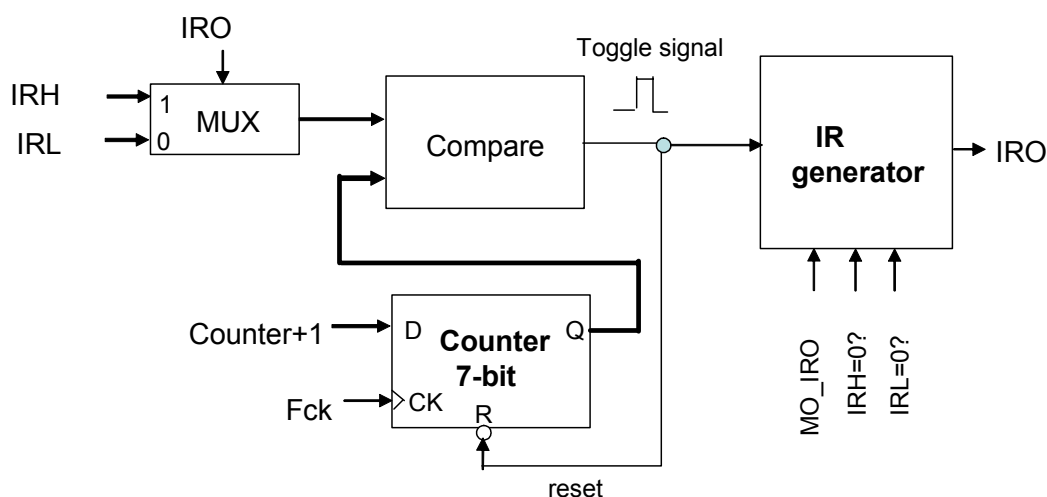 IRO
IRH
IRL
1
0
MUX
Compare
Toggle signal
IR
generator
IRO
Counter+1
Fck
D
Q
Counter
7-bit
CK
R
reset
MO_IRO
IRH=0?
IRL=0?